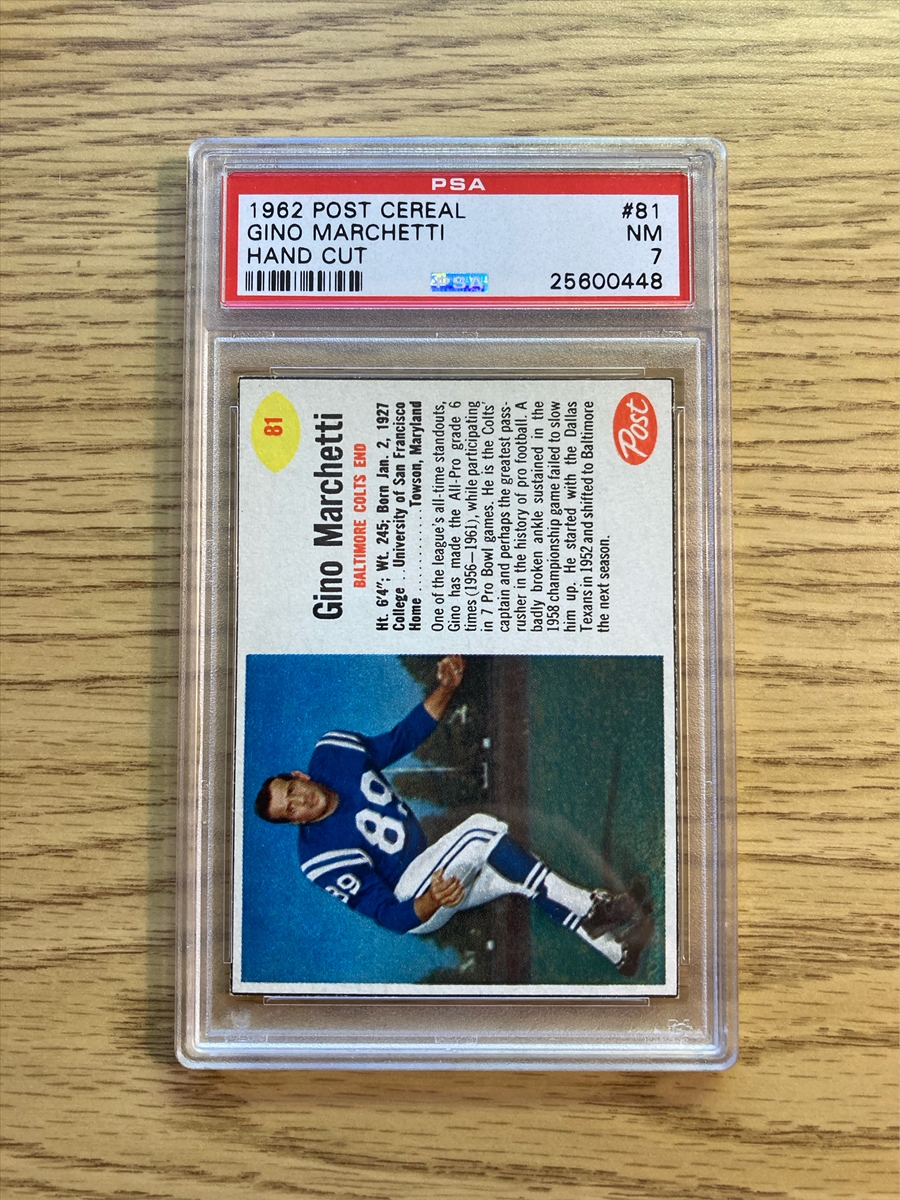 PSA
1962 POST CEREAL #81
GINO MARCHETTI NM
HAND CUT 7
25600448
81
Gino Marchetti
BALTIMORE COLTS END
Ht. 6'4"; Wt. 245; Born Jan. 2, 1927
College . . University of San Francisco
Home . . . . . . . . . . . . Towson, Maryland
One of the league's all-time standouts,
Gino has made the All-Pro grade 6
times (1956—1961), while participating
in 7 Pro Bowl games. He is the Colts'
captain and perhaps the greatest pass-
rusher in the history of pro football. A
badly broken ankle sustained in the
1958 championship game failed to slow
him up. He started with the Dallas
Texans in 1952 and shifted to Baltimore
the next season.
Post
89
89